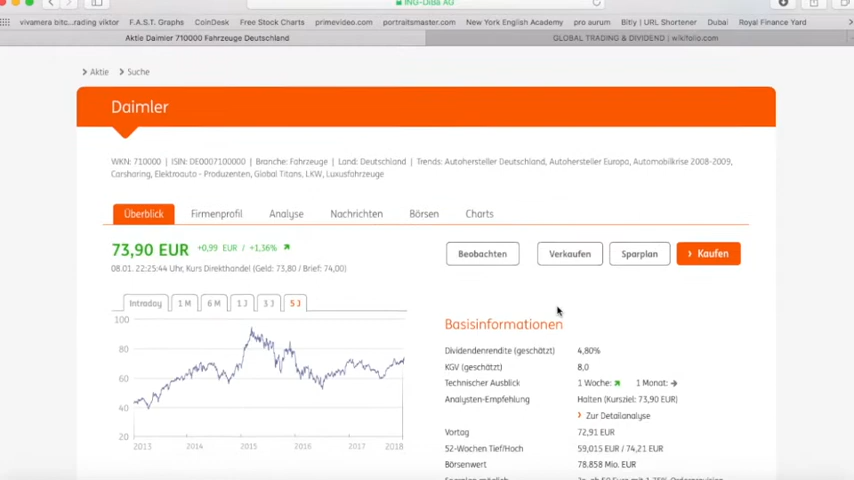 ING-DiBa AG
vivamera bitc...rading viktor F.A.S.T. Graphs CoinDesk Free Stock Charts primevideo.com portraitsmaster.com New York English Academy pro aurum Bitly | URL Shortener Dubai Royal Finance Yard
Aktie Daimler 710000 Fahrzeuge Deutschland GLOBAL TRADING & DIVIDEND | wikifolio.com
Aktie Suche
Daimler
WKN: 710000 | ISIN: DE0007100000 | Branche: Fahrzeuge | Land: Deutschland | Trends: Autohersteller Deutschland, Autohersteller Europa, Automobilkrise 2008-2009,
Carsharing, Elektroauto - Produzenten, Global Titans, LKW, Luxusfahrzeuge
Überblick Firmenprofil Analyse Nachrichten Börsen Charts
73,90 EUR +0,99 EUR / +1,36%
Beobachten Verkaufen Sparplan Kaufen
08.01. 22:25:44 Uhr, Kurs Direkthandel (Geld: 73,80 / Brief: 74,00)
Intraday 1 M 6 M 1 J 3 J 5 J
100
80
60
40
20
2013 2014 2015 2016 2017 2018
Basisinformationen
Dividendenrendite (geschätzt) 4,80%
KGV (geschätzt) 8,0
Technischer Ausblick 1 Woche: 1 Monat:
Analysten-Empfehlung Halten (Kursziel: 73,90 EUR)
Zur Detailanalyse
Vortag 72,91 EUR
52-Wochen Tief/Hoch 59,015 EUR / 74,21 EUR
Börsenwert 78.858 Mio. EUR
Sparplan möglich